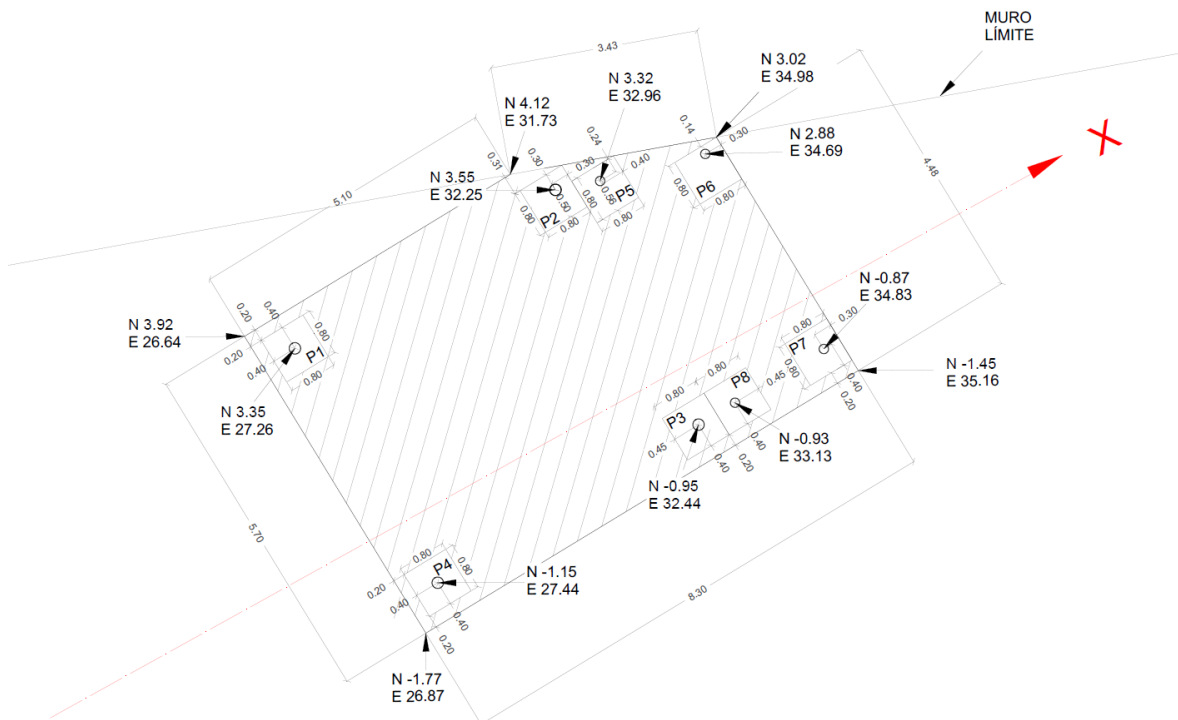 MURO
LÍMITE
3.43
N 3.02
E 34.98
N 3.32
E 32.96
N 4.12
E 31.73
X
0.14
0.30
N 2.88
E 34.69
0.24
0.31
0.30
0.30
0.40
4.48
N 3.55
E 32.25
5.10
0.50
0.56
P5
P6
0.80
0.80
P2
0.80
0.80
0.80
0.80
0.80
N -0.87
E 34.83
0.20
0.40
N 3.92
E 26.64
0.80
0.30
0.20
P1
0.80
P7
0.40
0.80
0.80
N -1.45
E 35.16
0.80
0.80
P8
0.45
0.40
0.20
N 3.35
E 27.26
P3
0.45
0.40
0.20
0.40
N -0.93
E 33.13
N -0.95
E 32.44
5.70
0.80
P4
0.80
0.20
0.40
N -1.15
E 27.44
0.40
0.20
8.30
N -1.77
E 26.87